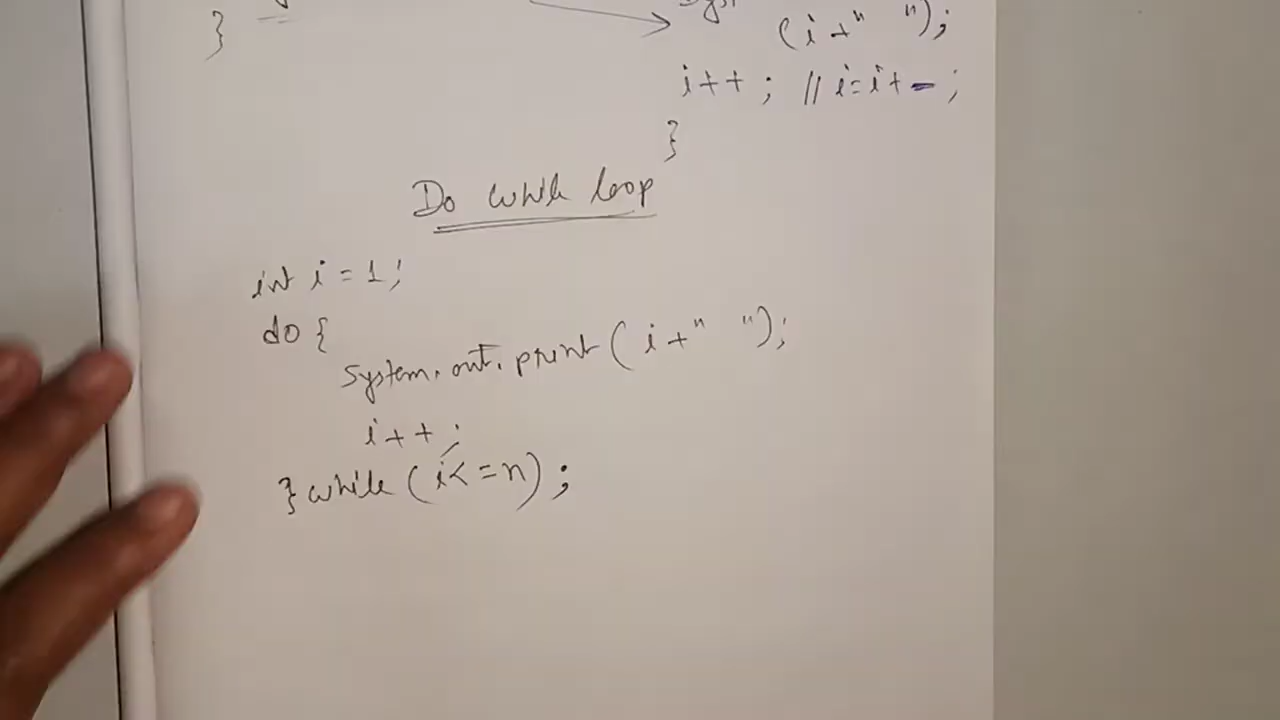 }
(i+" ");
i++; // i=i+-;
}
Do while loop
int i = 1;
do {
System.out.print(i+" ");
i++;
} while (i<=n);